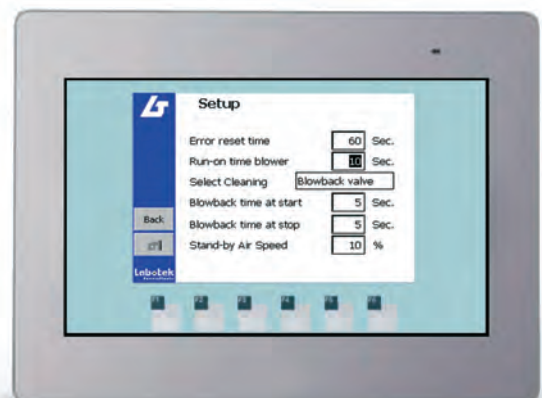 Setup
Error reset time 60 Sec.
Run-on time blower 10 Sec.
Select Cleaning Blowback valve
Blowback time at start 5 Sec.
Blowback time at stop 5 Sec.
Stand-by Air Speed 10 %
Back
Labotek